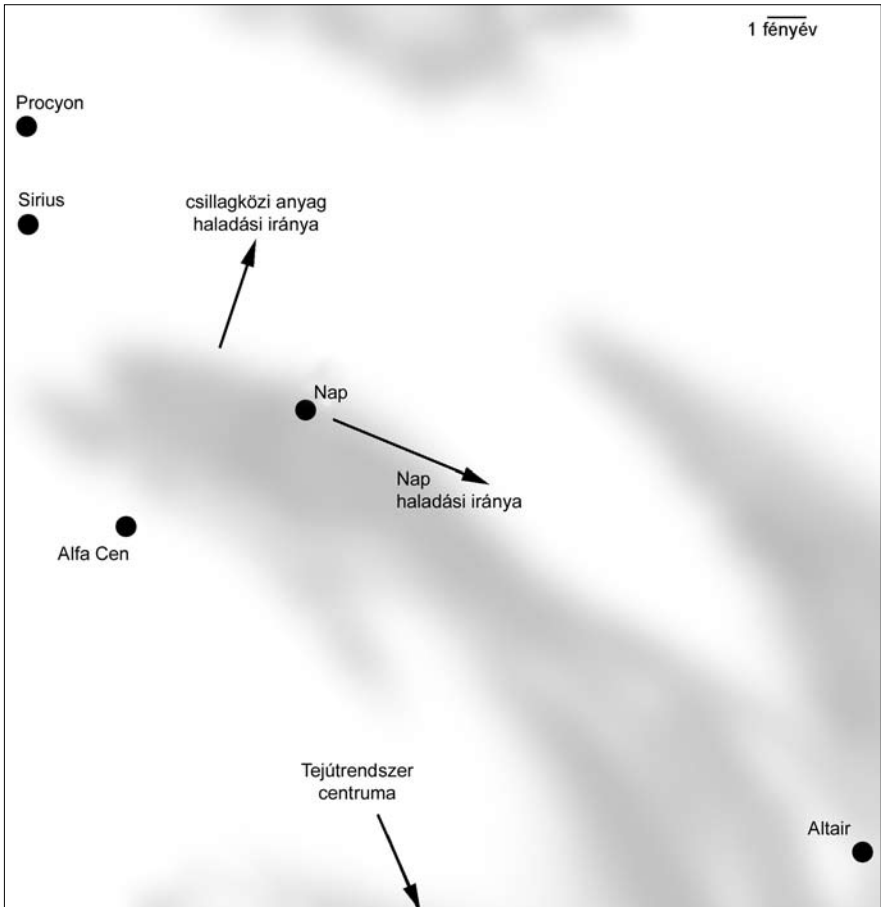 1 fényév
Procyon
Sirius
csillagközi anyag
haladási iránya
Nap
Nap
haladási iránya
Alfa Cen
Tejútrendszer
centruma
Altair